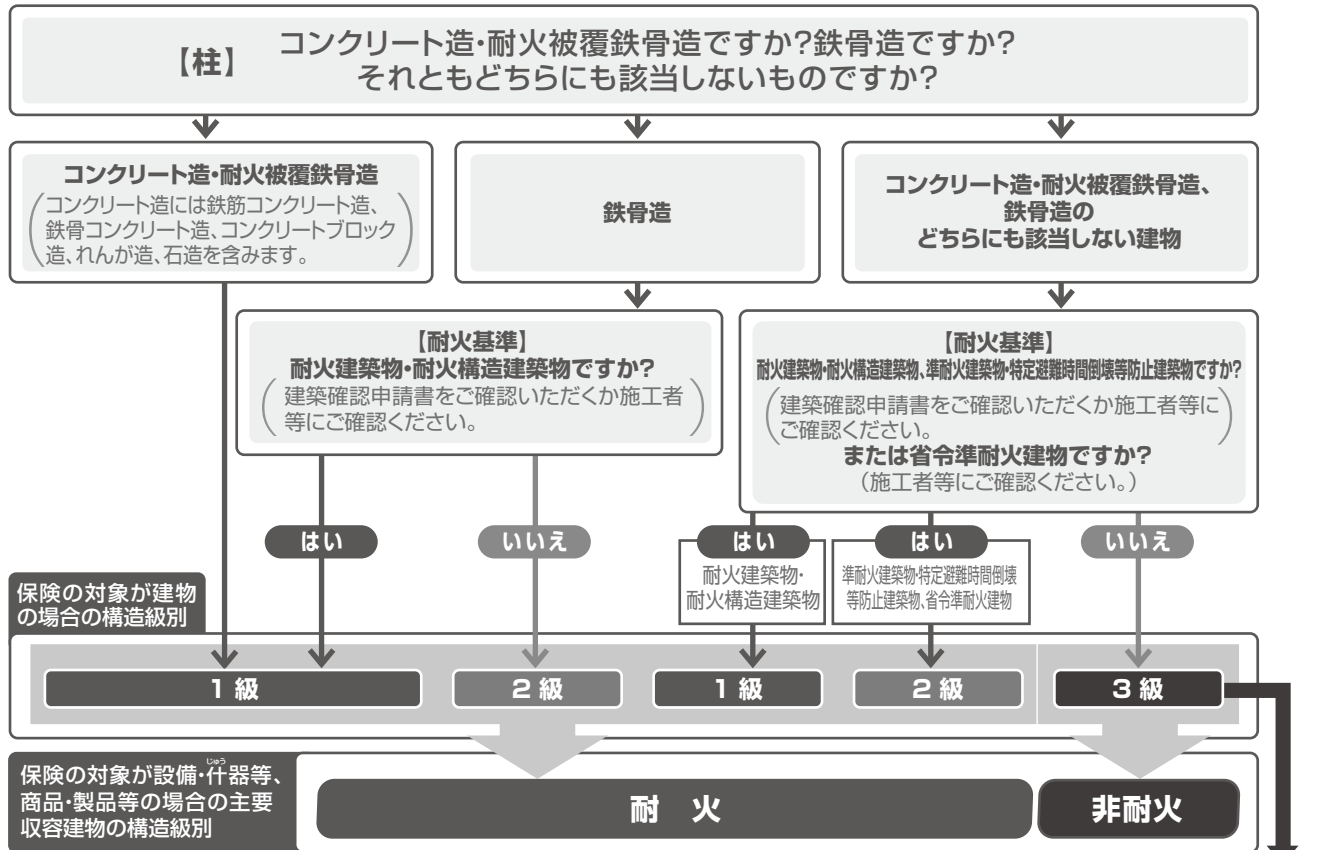 【柱】
コンクリート造・耐火被覆鉄骨造ですか?鉄骨造ですか?
それともどちらにも該当しないものですか?
コンクリート造・耐火被覆鉄骨造
コンクリート造には鉄筋コンクリート造、
鉄骨コンクリート造、コンクリートブロック
造、れんが造、石造を含みます。
鉄骨造
コンクリート造・耐火被覆鉄骨造、
鉄骨造の
どちらにも該当しない建物
【耐火基準】
耐火建築物・耐火構造建築物ですか?
建築確認申請書をご確認いただくか施工者
等にご確認ください。
【耐火基準】
耐火建築物・耐火構造建築物、準耐火建築物・特定避難時間倒壊等防止建築物ですか?
建築確認申請書をご確認いただくか施工者等に
ご確認ください。
または省令準耐火建物ですか?
(施工者等にご確認ください。)
はい
いいえ
はい
耐火建築物・
耐火構造建築物
はい
準耐火建築物・特定避難時間倒壊
等防止建築物、省令準耐火建物
いいえ
保険の対象が建物
の場合の構造級別
1 級
2 級
1 級
2 級
3 級
保険の対象が設備・什器等、
じゅう
商品・製品等の場合の主要
収容建物の構造級別
耐 火
非耐火